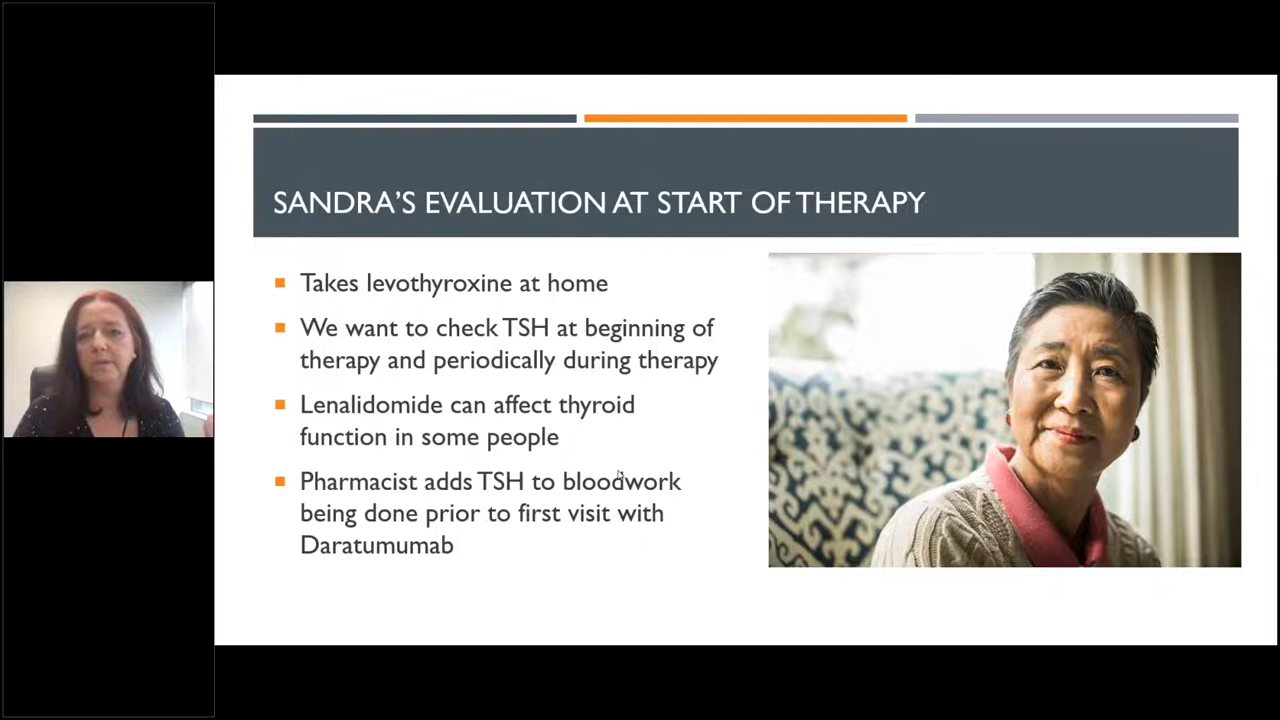 SANDRA'S EVALUATION AT START OF THERAPY
Takes levothyroxine at home
We want to check TSH at beginning of
therapy and periodically during therapy
Lenalidomide can affect thyroid
function in some people
Pharmacist adds TSH to bloodwork
being done prior to first visit with
Daratumumab